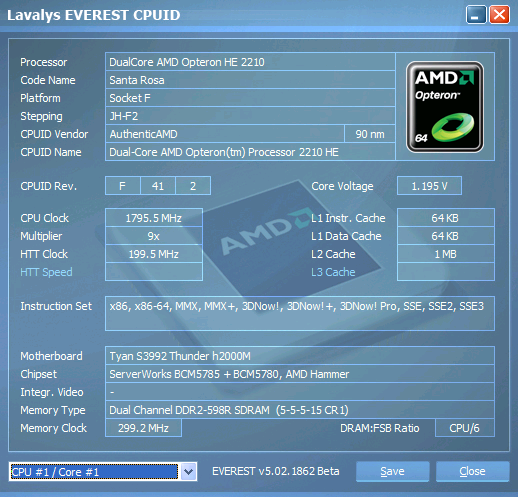 Lavalys EVEREST CPUID
Processor DualCore AMD Opteron HE 2210
Code Name Santa Rosa
Platform Socket F
Stepping JH-F2
CPUID Vendor AuthenticAMD 90 nm
CPUID Name Dual-Core AMD Opteron(tm) Processor 2210 HE
AMD
Opteron™
64
CPUID Rev. F 41 2 Core Voltage 1.195 V
CPU Clock 1795.5 MHz L1 Instr. Cache 64 KB
Multiplier 9x L1 Data Cache 64 KB
HTT Clock 199.5 MHz L2 Cache 1 MB
HTT Speed L3 Cache
AMD
Instruction Set x86, x86-64, MMX, MMX+, 3DNow!, 3DNow!+, 3DNow! Pro, SSE, SSE2, SSE3
Motherboard Tyan S3992 Thunder h2000M
Chipset ServerWorks BCM5785 + BCM5780, AMD Hammer
Integr. Video -
Memory Type Dual Channel DDR2-598R SDRAM (5-5-5-15 CR1)
Memory Clock 299.2 MHz DRAM:FSB Ratio CPU/6
CPU #1 / Core #1 EVEREST v5.02.1862 Beta Save Close